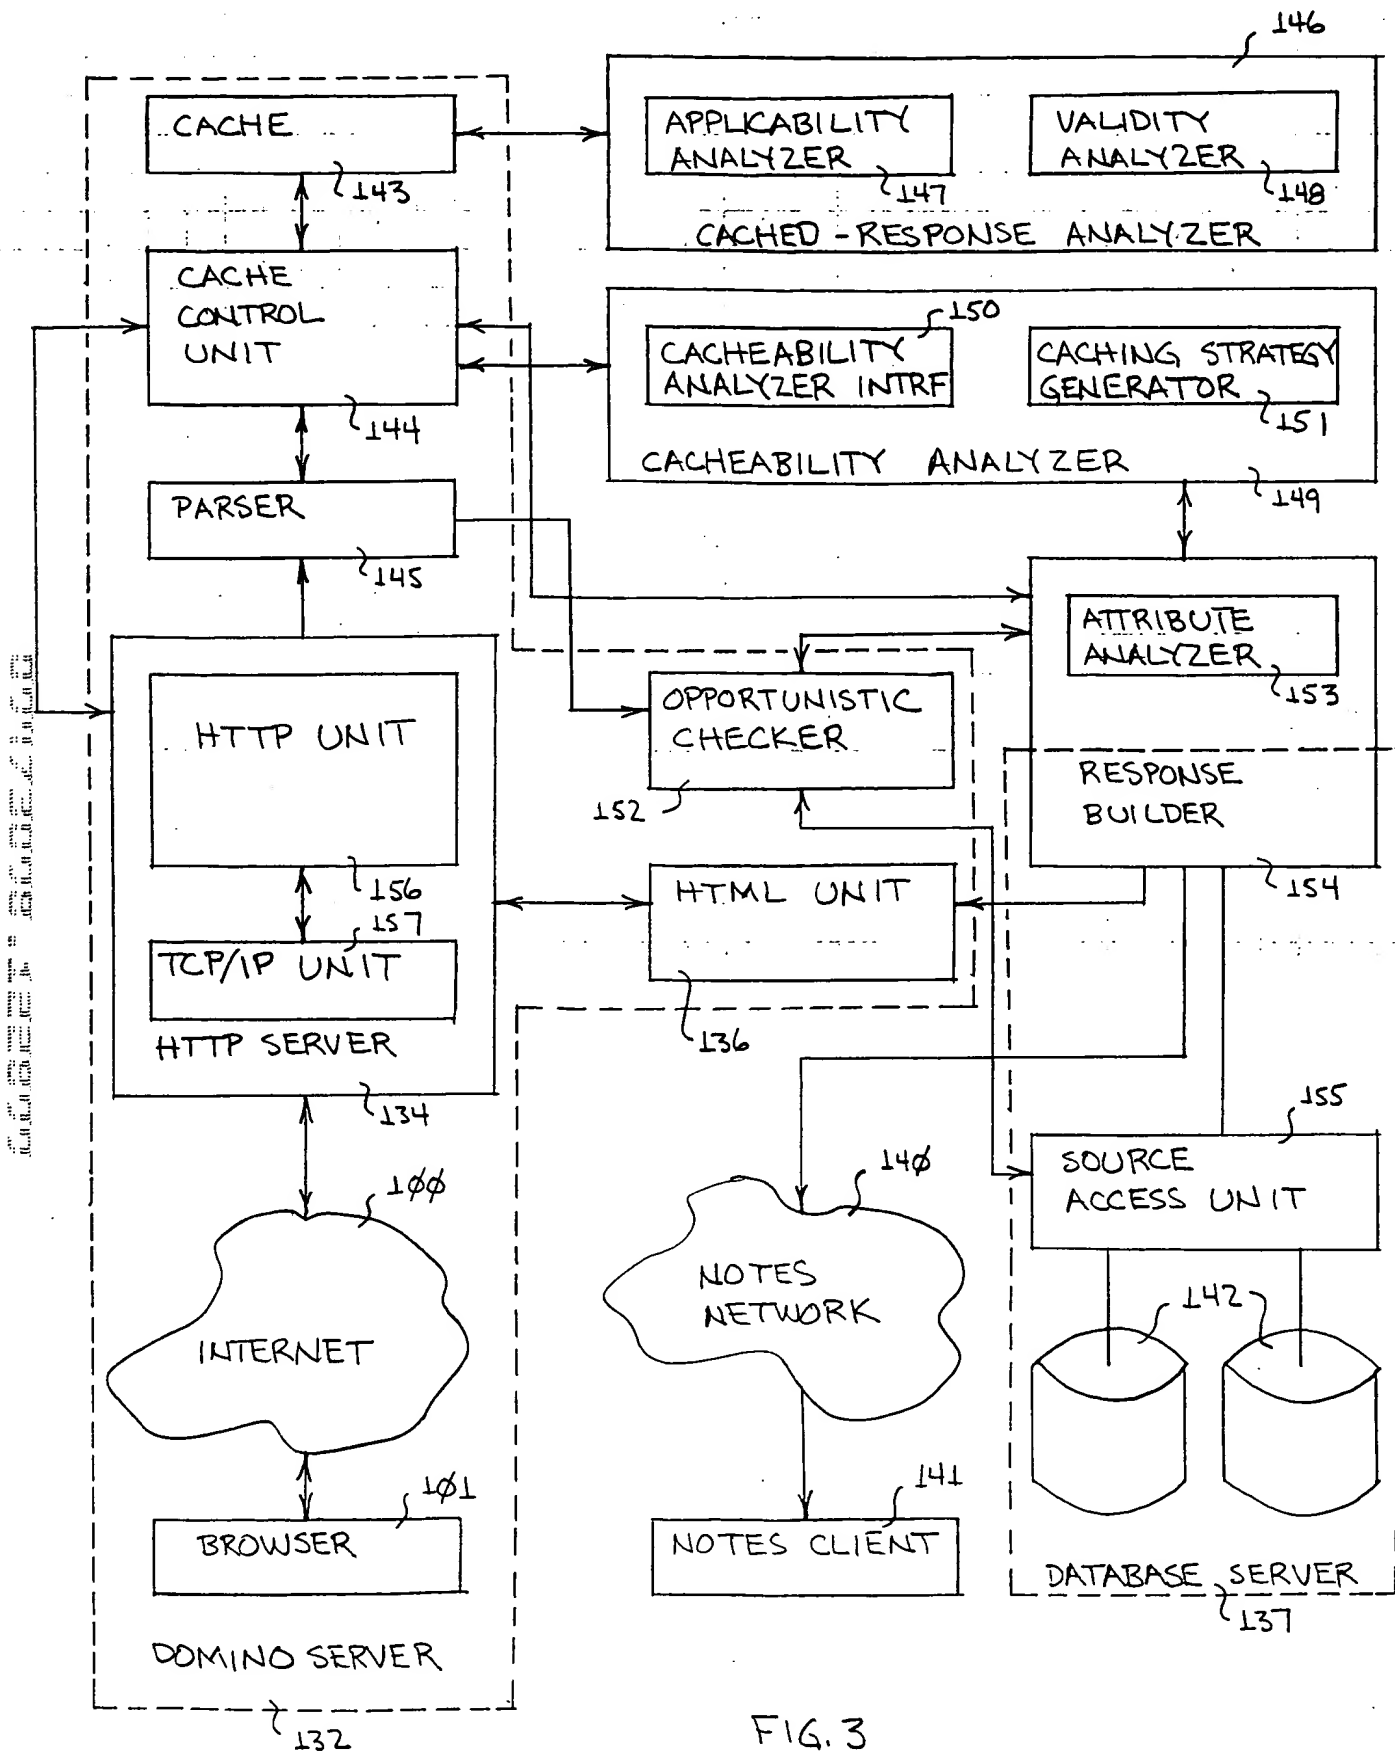 146
CACHE
143
APPLICABILITY
ANALYZER
147
VALIDITY
ANALYZER
148
CACHED-RESPONSE ANALYZER
CACHE
CONTROL
UNIT
144
150
CACHEABILITY
ANALYZER INTRF
CACHING STRATEGY
GENERATOR
151
CACHEABILITY ANALYZER
149
PARSER
145
ATTRIBUTE
ANALYZER
153
HTTP UNIT
156
OPPORTUNISTIC
CHECKER
152
RESPONSE
BUILDER
154
HTML UNIT
136
157
TCP/IP UNIT
HTTP SERVER
134
155
SOURCE
ACCESS UNIT
1ØØ
INTERNET
14Ø
NOTES
NETWORK
142
1Ø1
BROWSER
141
NOTES CLIENT
DATABASE SERVER
137
DOMINO SERVER
132
FIG. 3